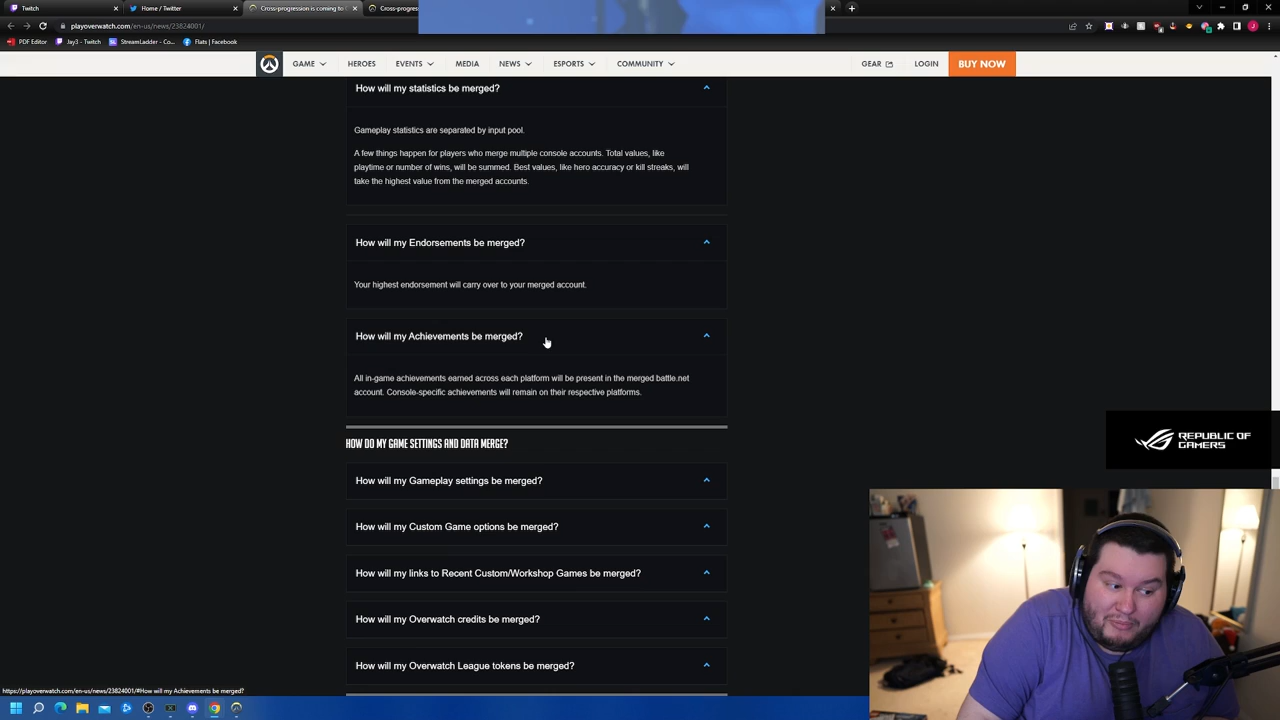 Twitch
Home / Twitter
Cross-progression is coming to
Cross-progres
playoverwatch.com/en-us/news/23824001/
PDF Editor
Jay3 - Twitch
StreamLadder - Co...
Flats | Facebook
GAME
HEROES
EVENTS
MEDIA
NEWS
ESPORTS
COMMUNITY
GEAR
LOGIN
BUY NOW
How will my statistics be merged?
Gameplay statistics are separated by input pool.
A few things happen for players who merge multiple console accounts. Total values, like
playtime or number of wins, will be summed. Best values, like hero accuracy or kill streaks, will
take the highest value from the merged accounts.
How will my Endorsements be merged?
Your highest endorsement will carry over to your merged account.
How will my Achievements be merged?
All in-game achievements earned across each platform will be present in the merged battle.net
account. Console-specific achievements will remain on their respective platforms.
HOW DO MY GAME SETTINGS AND DATA MERGE?
How will my Gameplay settings be merged?
How will my Custom Game options be merged?
How will my links to Recent Custom/Workshop Games be merged?
How will my Overwatch credits be merged?
How will my Overwatch League tokens be merged?
REPUBLIC OF
GAMERS
https://playoverwatch.com/en-us/news/23824001/#How will my Achievements be merged?